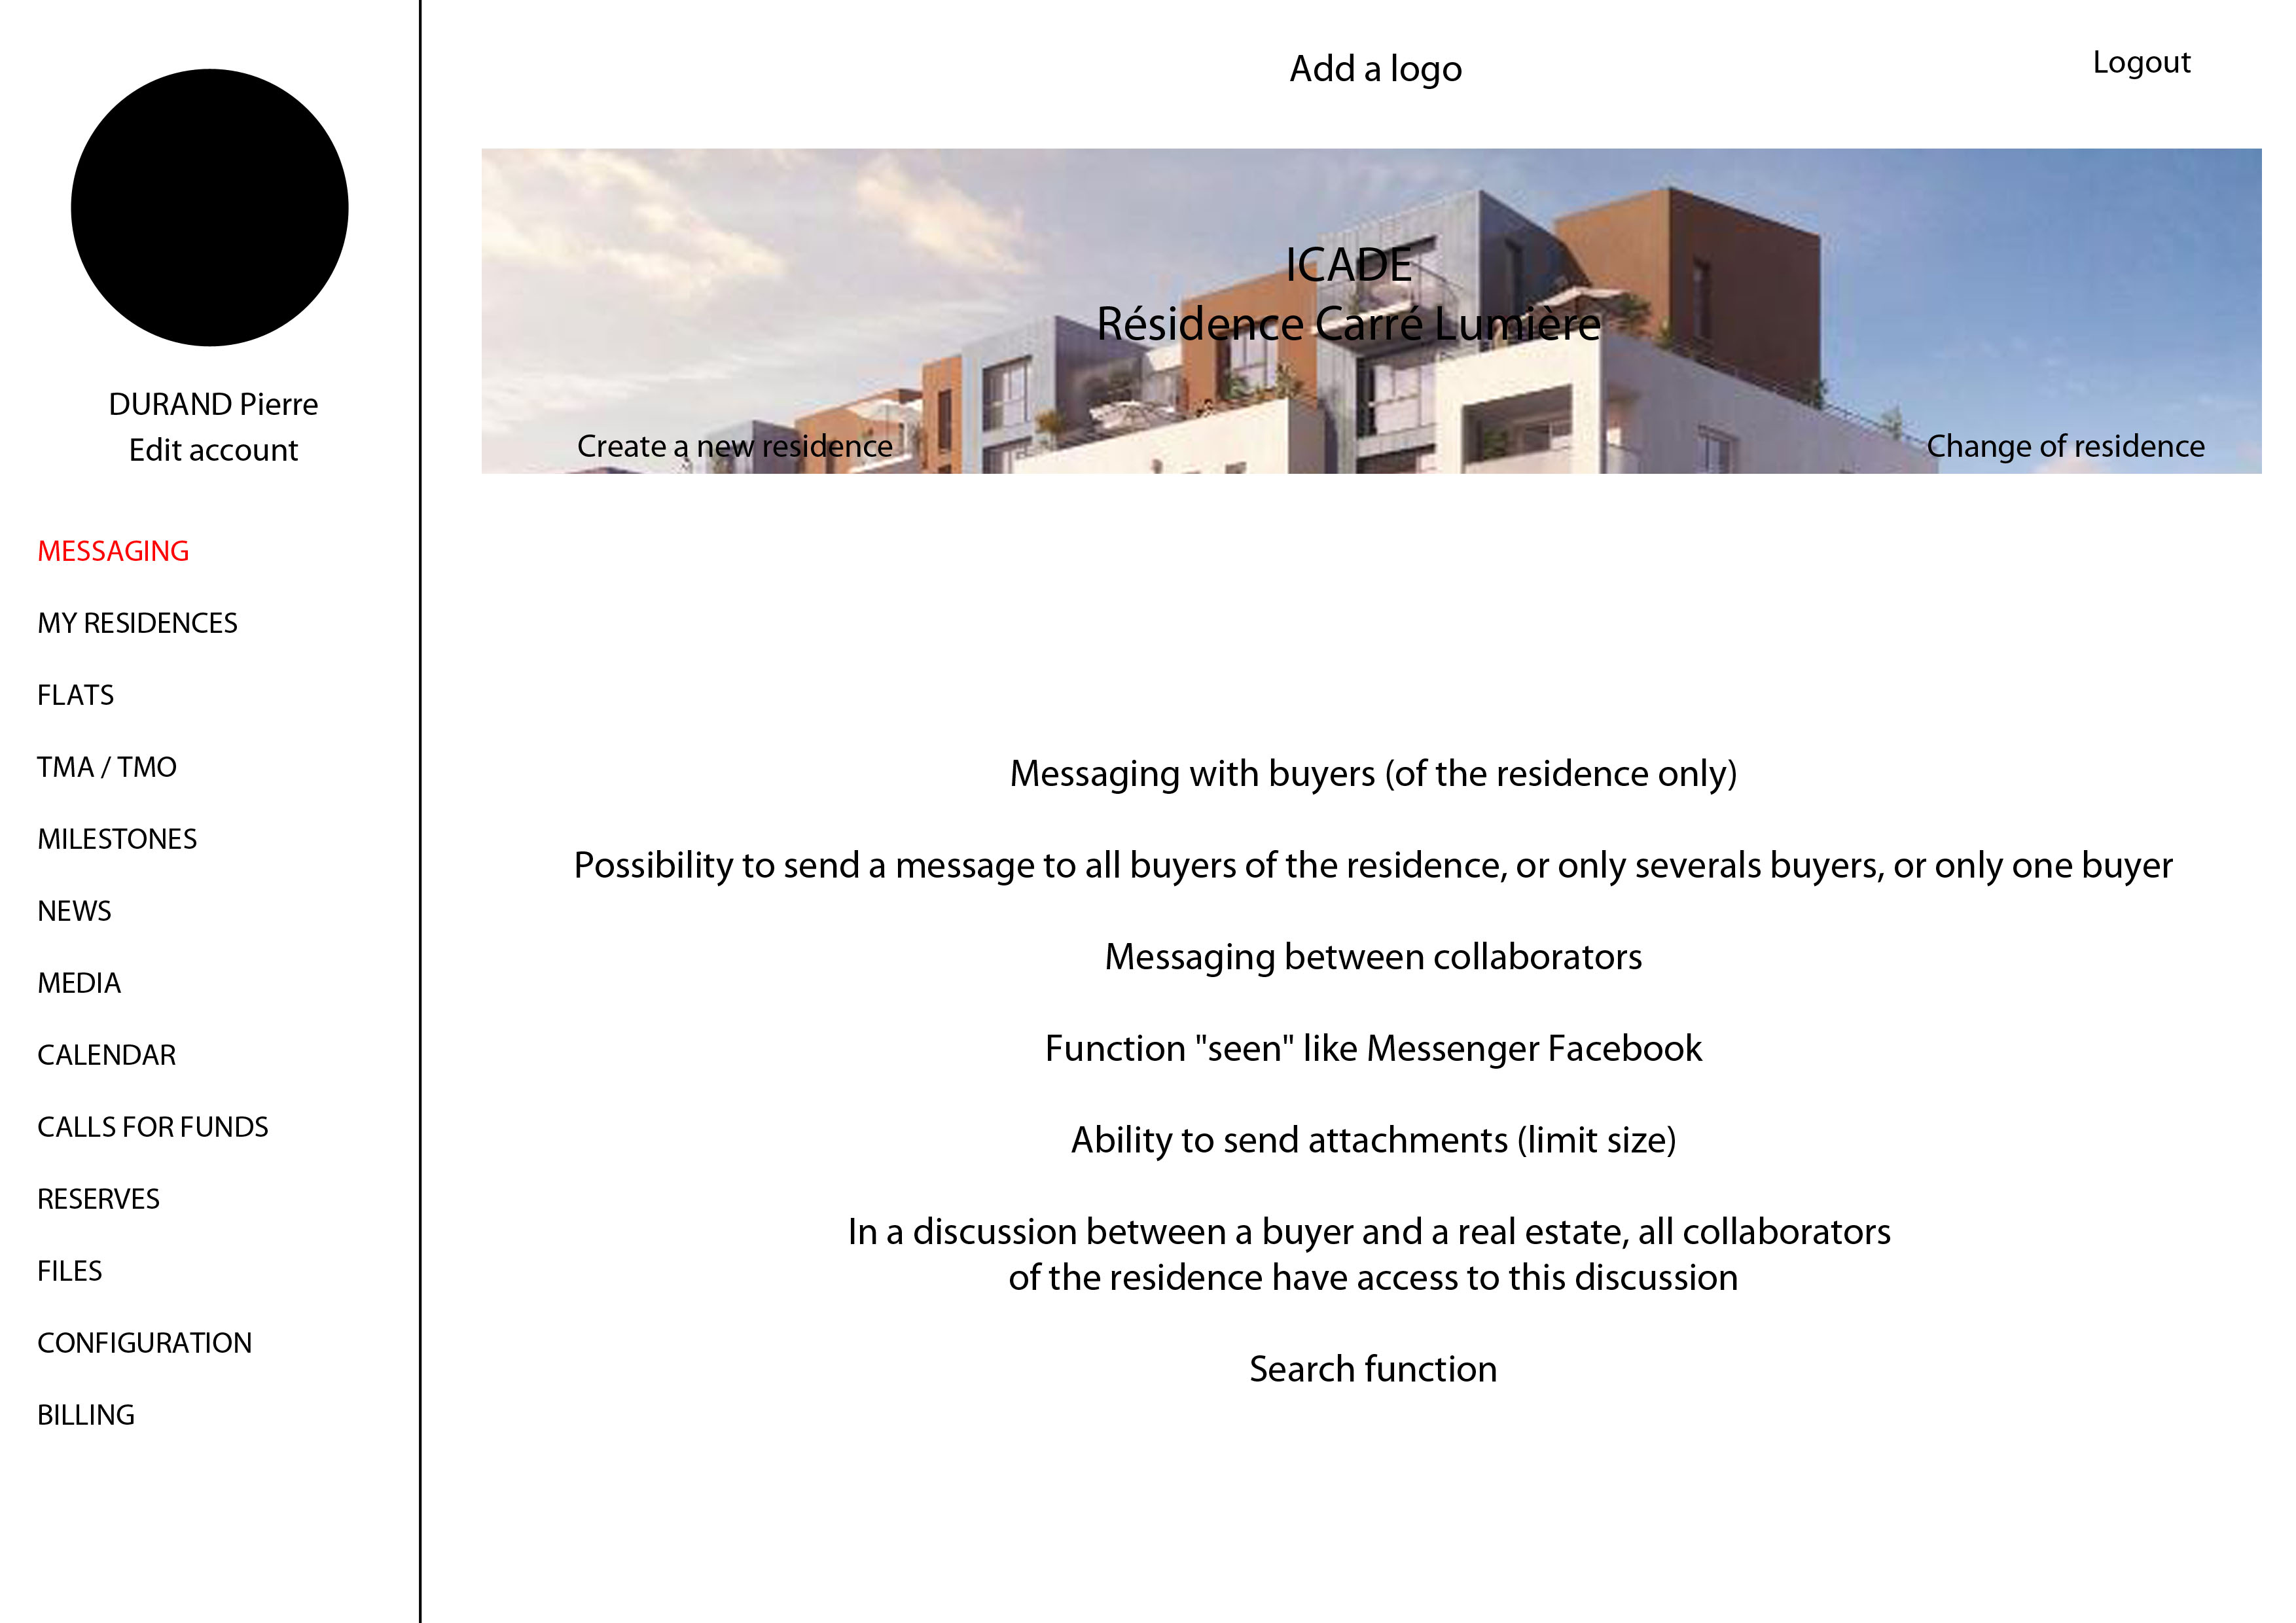 Add a logo
Logout
ICADE
Résidence Carré Lumière
Create a new residence
Change of residence
DURAND Pierre
Edit account
MESSAGING
MY RESIDENCES
FLATS
TMA / TMO
MILESTONES
NEWS
MEDIA
CALENDAR
CALLS FOR FUNDS
RESERVES
FILES
CONFIGURATION
BILLING
Messaging with buyers (of the residence only)
Possibility to send a message to all buyers of the residence, or only severals buyers, or only one buyer
Messaging between collaborators
Function "seen" like Messenger Facebook
Ability to send attachments (limit size)
In a discussion between a buyer and a real estate, all collaborators
of the residence have access to this discussion
Search function